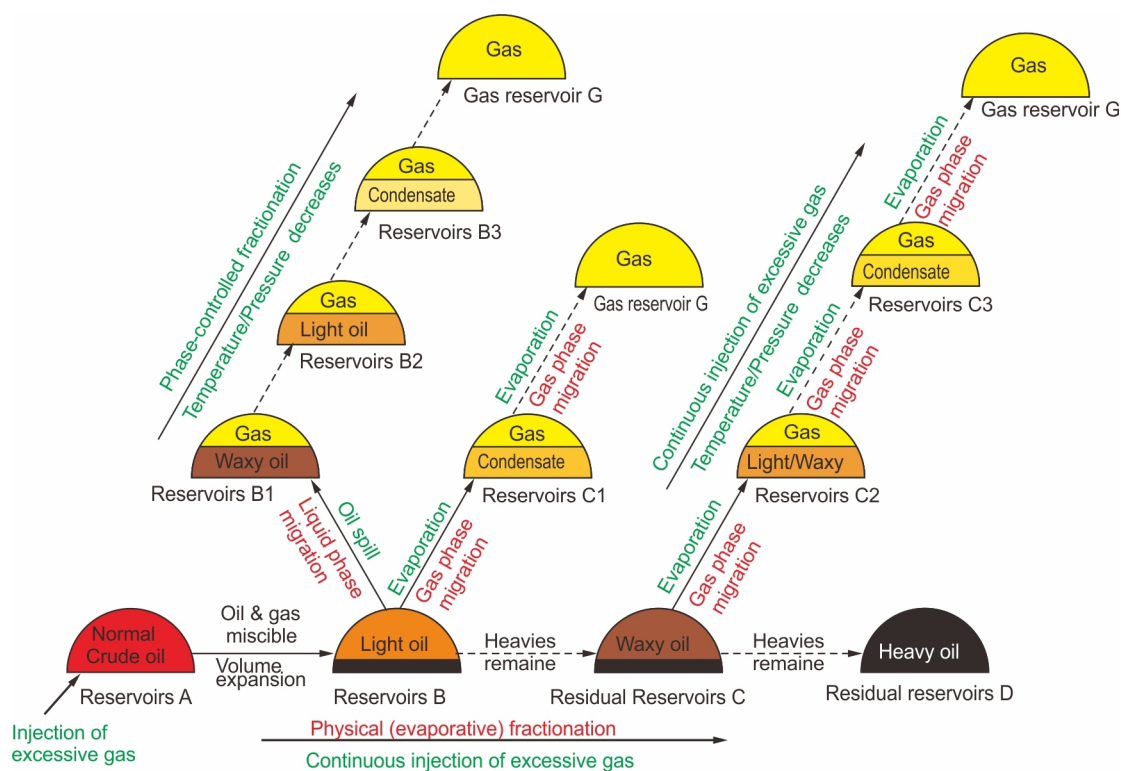 Gas
Gas reservoir G
Gas
Gas reservoir G
Phase-controlled fractionation
Temperature/Pressure decreases
Gas
Condensate
Reservoirs B3
Gas
Light oil
Reservoirs B2
Gas
Waxy oil
Reservoirs B1
Oil spill
Liquid phase
migration
Gas
Gas reservoir G
Evaporation
Gas phase
migration
Gas
Condensate
Reservoirs C1
Evaporation
Gas phase
migration
Continuous injection of excessive gas
Temperature/Pressure decreases
Evaporation
Gas phase
migration
Gas
Condensate
Reservoirs C3
Evaporation
Gas phase
migration
Gas
Light/Waxy
Reservoirs C2
Evaporation
Gas phase
migration
Normal
Crude oil
Reservoirs A
Injection of
excessive gas
Oil & gas
miscible
Volume
expansion
Light oil
Reservoirs B
Heavies
remaine
Waxy oil
Residual Reservoirs C
Heavies
remaine
Heavy oil
Residual reservoirs D
Physical (evaporative) fractionation
Continuous injection of excessive gas